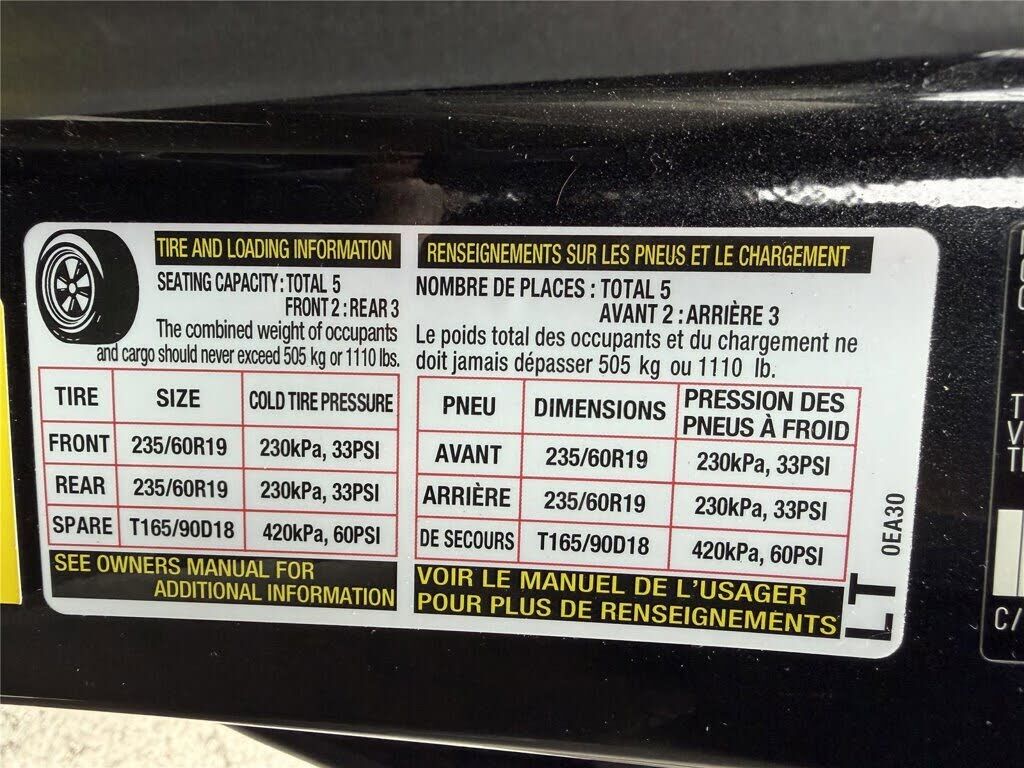 TIRE AND LOADING INFORMATION
SEATING CAPACITY : TOTAL 5
FRONT 2 : REAR 3
The combined weight of occupants
and cargo should never exceed 505 kg or 1110 lbs.
TIRE SIZE COLD TIRE PRESSURE
FRONT 235/60R19 230kPa, 33PSI
REAR 235/60R19 230kPa, 33PSI
SPARE T165/90D18 420kPa, 60PSI
SEE OWNERS MANUAL FOR
ADDITIONAL INFORMATION
RENSEIGNEMENTS SUR LES PNEUS ET LE CHARGEMENT
NOMBRE DE PLACES : TOTAL 5
AVANT 2 : ARRIÈRE 3
Le poids total des occupants et du chargement ne
doit jamais dépasser 505 kg ou 1110 lb.
PNEU DIMENSIONS PRESSION DES
PNEUS À FROID
AVANT 235/60R19 230kPa, 33PSI
ARRIÈRE 235/60R19 230kPa, 33PSI
DE SECOURS T165/90D18 420kPa, 60PSI
VOIR LE MANUEL DE L'USAGER
POUR PLUS DE RENSEIGNEMENTS
0EA30
LT
C/